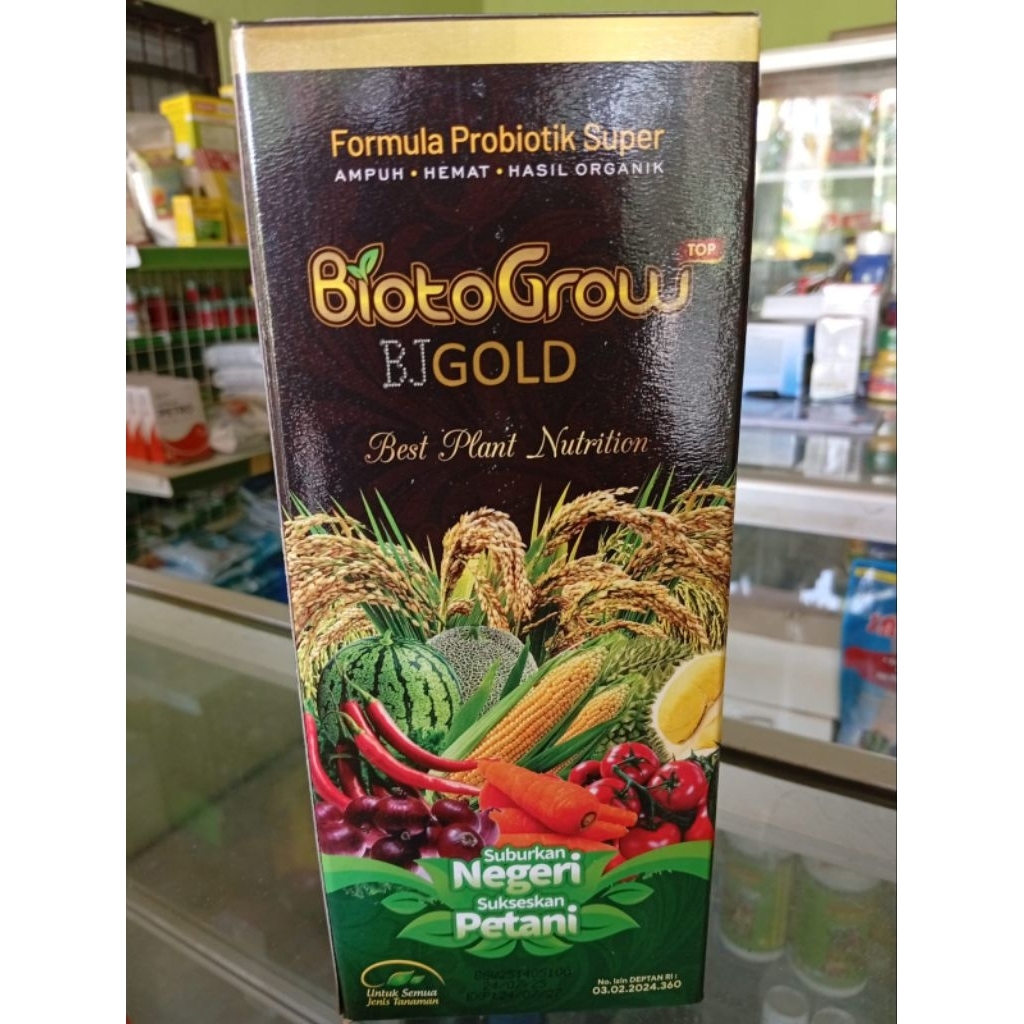 Formula Probiotik Super
AMPUH • HEMAT • HASIL ORGANIK
BiotoGrow TOP
BJGOLD
Best Plant Nutrition
Suburkan
Negeri
Sukseskan
Petani
Untuk Semua
Jenis Tanaman
No. Izin DEPTAN RI :
03.02.2024.360